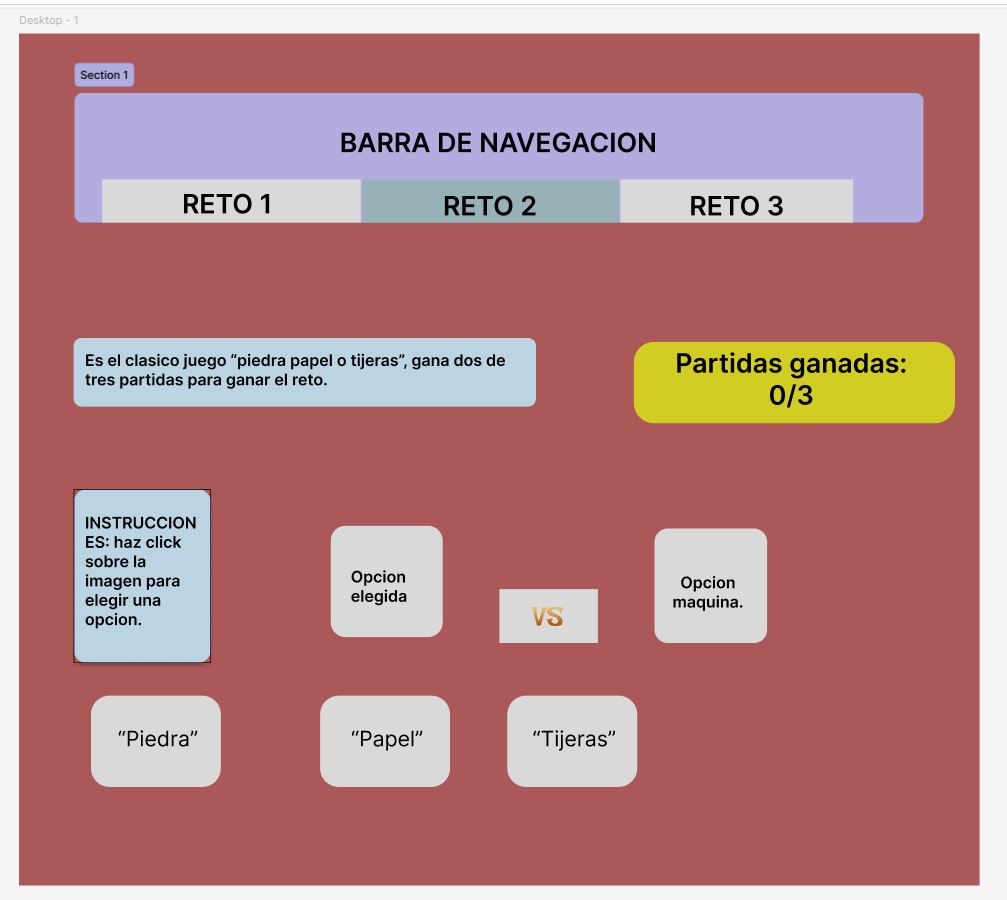 Desktop - 1
Section 1
BARRA DE NAVEGACION
RETO 1
RETO 2
RETO 3
Es el clasico juego “piedra papel o tijeras”, gana dos de
tres partidas para ganar el reto.
Partidas ganadas:
0/3
INSTRUCCION
ES: haz click
sobre la
imagen para
elegir una
opcion.
Opcion
elegida
VS
Opcion
maquina.
“Piedra”
“Papel”
“Tijeras”